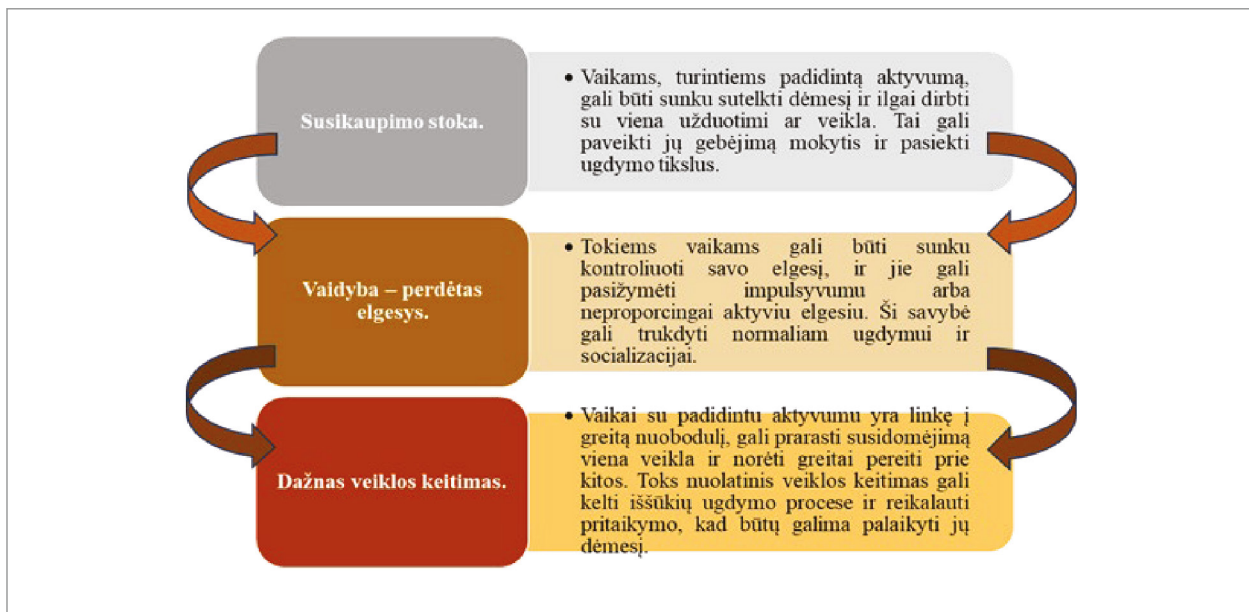 Susikaupimo stoka.
• Vaikams, turintiems padidintą aktyvumą,
gali būti sunku sutelkti dėmesį ir ilgai dirbti
su viena užduotimi ar veikla. Tai gali
paveikti jų gebėjimą mokytis ir pasiekti
ugdymo tikslus.
Vaidyba – perdėtas
elgesys.
• Tokiems vaikams gali būti sunku
kontroliuoti savo elgesį, ir jie gali
pasižymėti impulsyvumu arba
neproporcingai aktyviu elgesiu. Ši savybė
gali trukdyti normaliam ugdymui ir
socializacijai.
Dažnas veiklos keitimas.
• Vaikai su padidintu aktyvumu yra linkę į
greitą nuobodulį, gali prarasti susidomėjimą
viena veikla ir norėti greitai pereiti prie
kitos. Toks nuolatinis veiklos keitimas gali
kelti iššūkių ugdymo procese ir reikalauti
pritaikymo, kad būtų galima palaikyti jų
dėmesį.